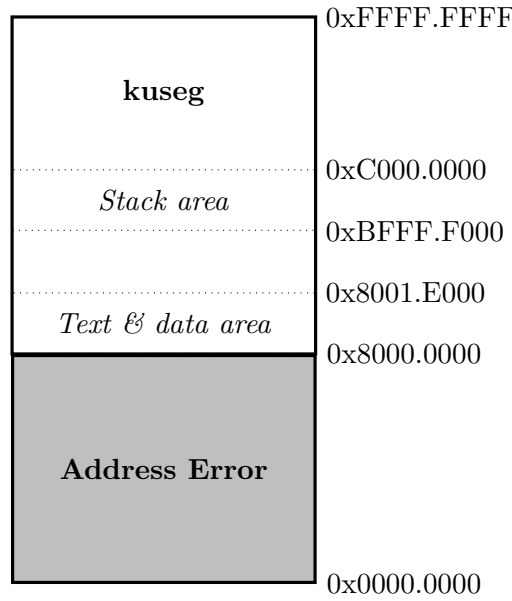 0xFFFF.FFFF
kuseg
0xC000.0000
Stack area
0xBFFF.F000
0x8001.E000
Text & data area
0x8000.0000
Address Error
0x0000.0000